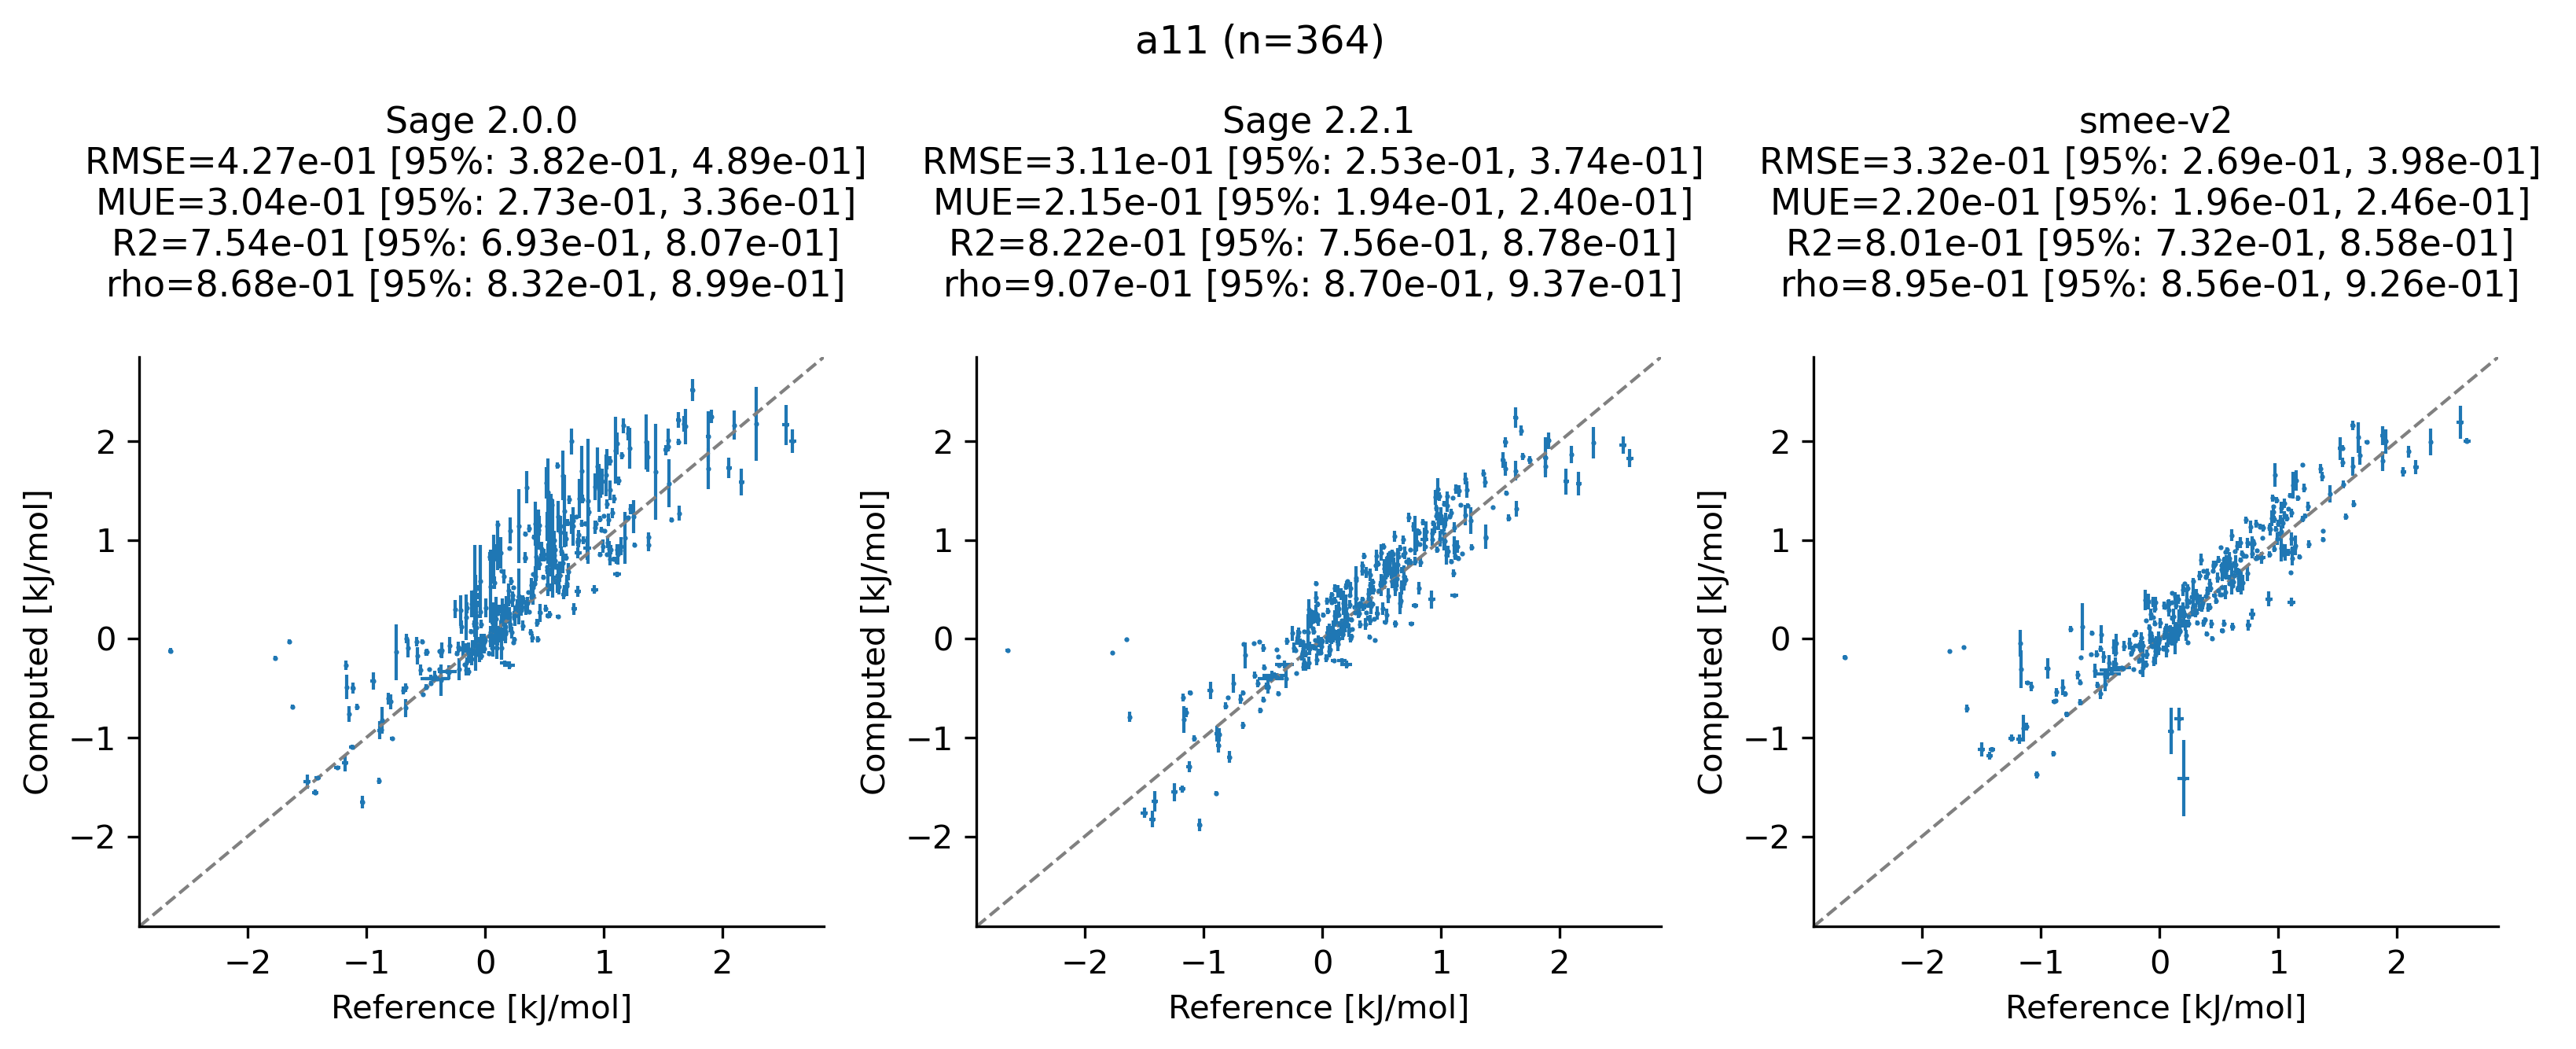 a11 (n=364)
Sage 2.0.0
RMSE=4.27e-01 [95%: 3.82e-01, 4.89e-01]
MUE=3.04e-01 [95%: 2.73e-01, 3.36e-01]
R2=7.54e-01 [95%: 6.93e-01, 8.07e-01]
rho=8.68e-01 [95%: 8.32e-01, 8.99e-01]
2
1
0
−1
−2
Computed [kJ/mol]
−2 −1 0 1 2
Reference [kJ/mol]
Sage 2.2.1
RMSE=3.11e-01 [95%: 2.53e-01, 3.74e-01]
MUE=2.15e-01 [95%: 1.94e-01, 2.40e-01]
R2=8.22e-01 [95%: 7.56e-01, 8.78e-01]
rho=9.07e-01 [95%: 8.70e-01, 9.37e-01]
2
1
0
−1
−2
Computed [kJ/mol]
−2 −1 0 1 2
Reference [kJ/mol]
smee-v2
RMSE=3.32e-01 [95%: 2.69e-01, 3.98e-01]
MUE=2.20e-01 [95%: 1.96e-01, 2.46e-01]
R2=8.01e-01 [95%: 7.32e-01, 8.58e-01]
rho=8.95e-01 [95%: 8.56e-01, 9.26e-01]
2
1
0
−1
−2
Computed [kJ/mol]
−2 −1 0 1 2
Reference [kJ/mol]